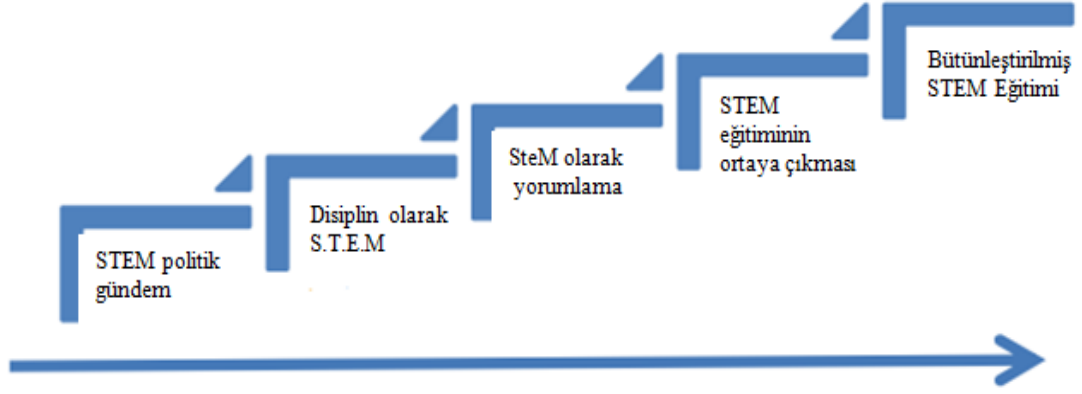 STEM politik
gündem
Disiplin olarak
S.T.E.M
SteM olarak
yorumlama
STEM
eğitiminin
ortaya çıkması
Bütünleştirilmiş
STEM Eğitimi